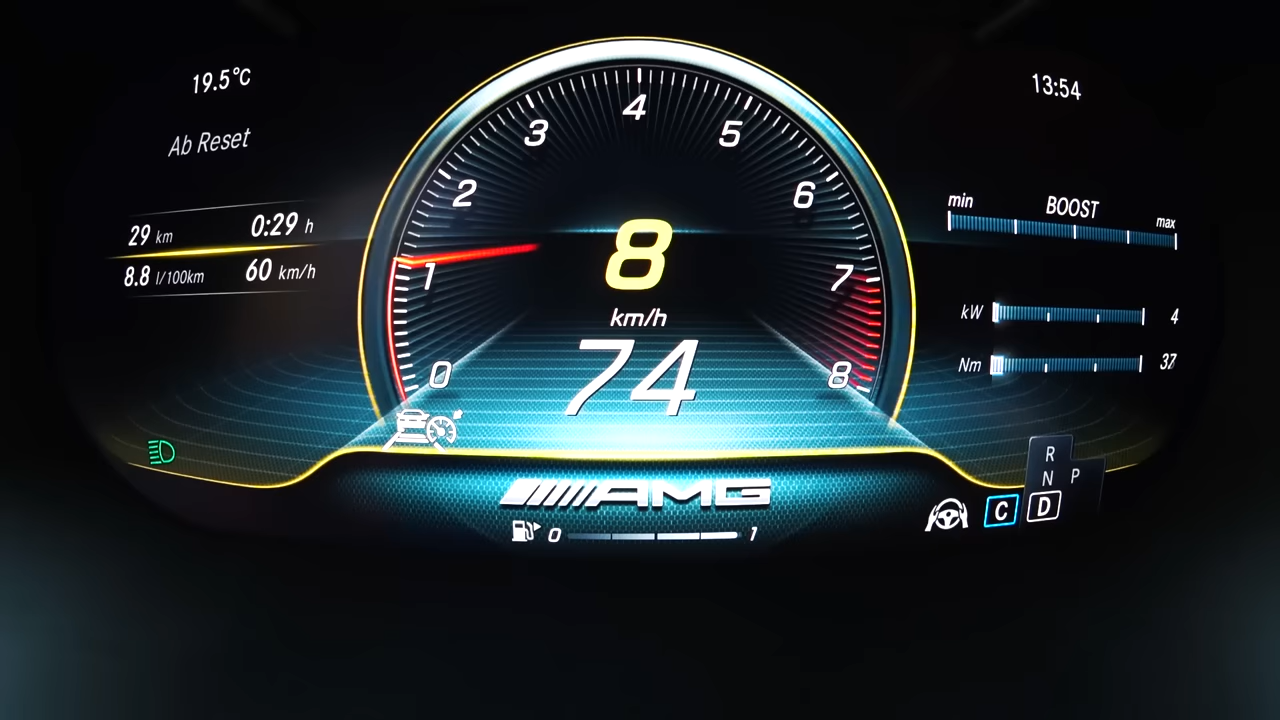 19.5°C
Ab Reset
29 km 0:29 h
8.8 l/100km 60 km/h
0
1
2
3
4
5
6
7
8
8
km/h
74
AMG
0 1
13:54
BOOST
min max
kW 4
Nm 37
R
N P
C D